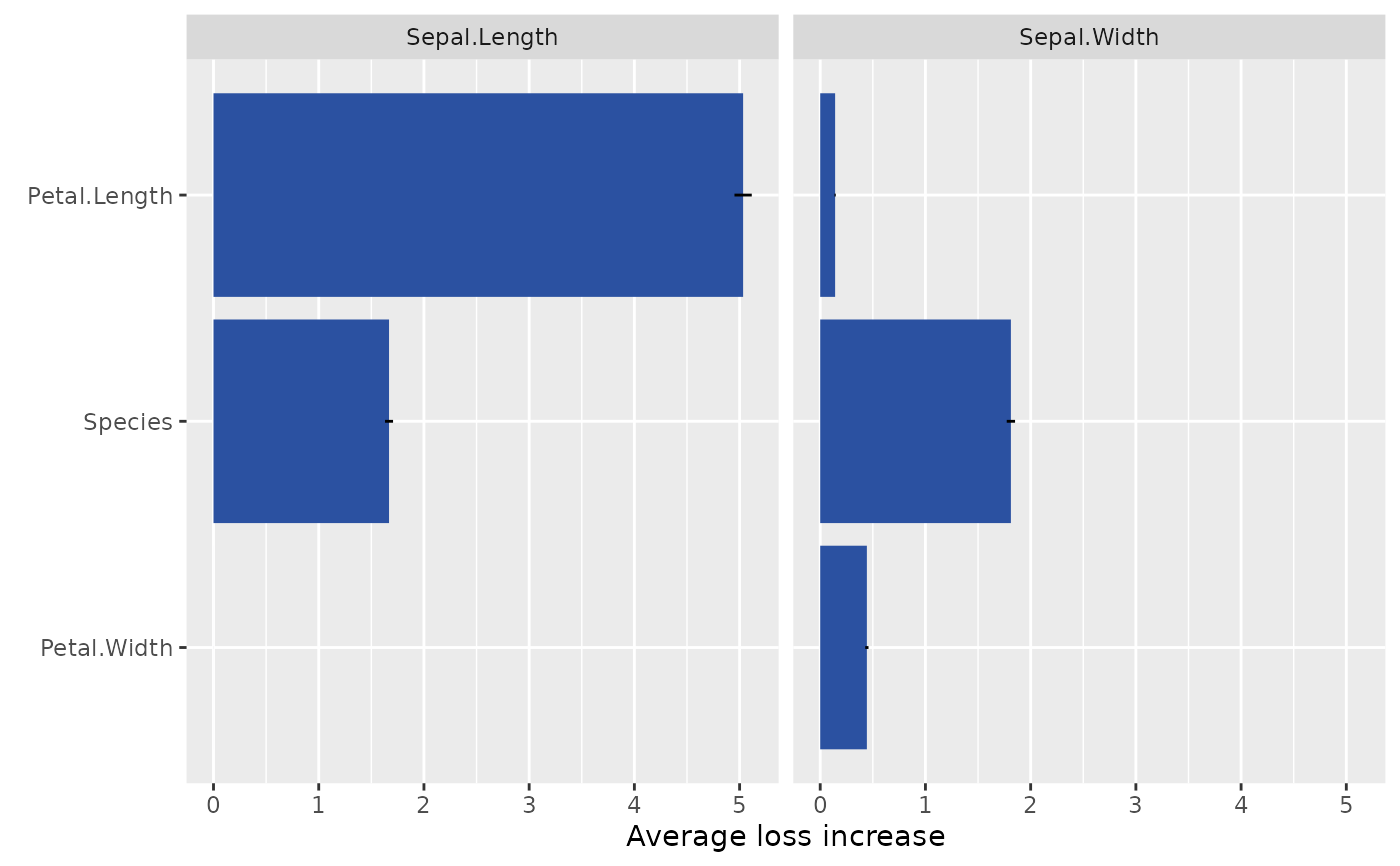 Sepal.Length
Sepal.Width
Petal.Length
Species
Petal.Width
0 1 2 3 4 5
0 1 2 3 4 5
Average loss increase